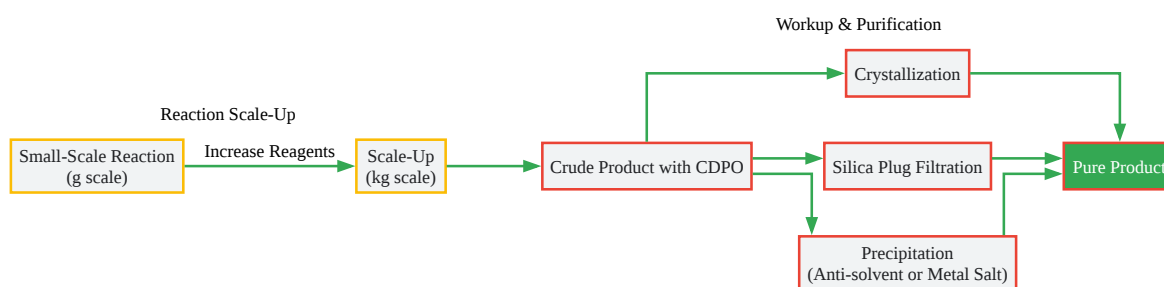 Workup & Purification
Crystallization
Reaction Scale-Up
Small-Scale Reaction
(g scale)
Increase Reagents
Scale-Up
(kg scale)
Crude Product with CDPO
Silica Plug Filtration
Pure Product
Precipitation
(Anti-solvent or Metal Salt)